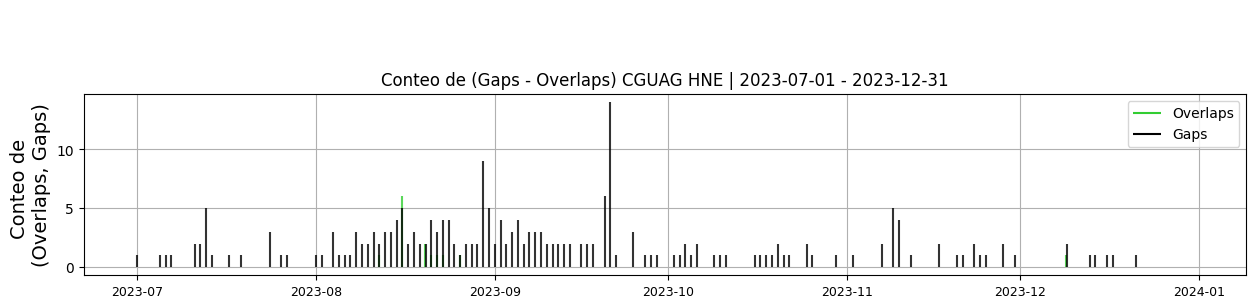 Conteo de (Gaps - Overlaps) CGUAG HNE | 2023-07-01 - 2023-12-31
Conteo de
(Overlaps, Gaps)
10
5
0
Overlaps
Gaps
2023-07 2023-08 2023-09 2023-10 2023-11 2023-12 2024-01